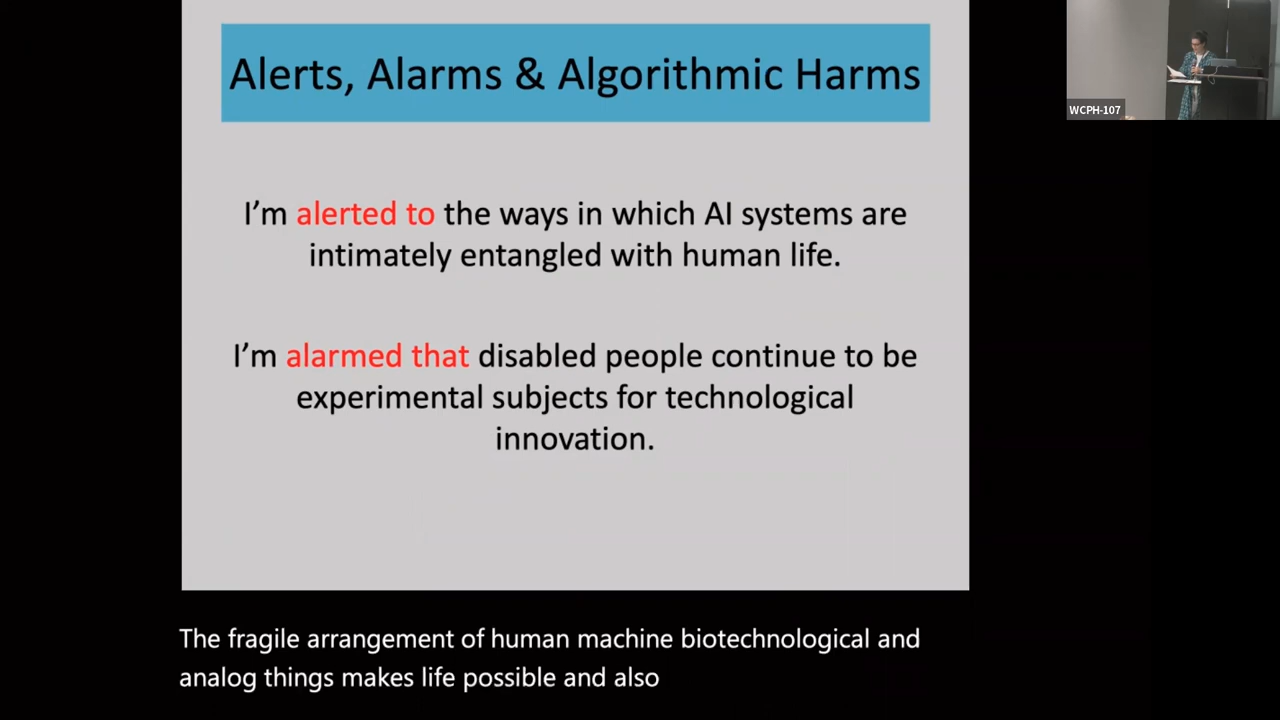 Alerts, Alarms & Algorithmic Harms
I'm alerted to the ways in which AI systems are
intimately entangled with human life.
I'm alarmed that disabled people continue to be
experimental subjects for technological
innovation.
WCPH-107
The fragile arrangement of human machine biotechnological and
analog things makes life possible and also